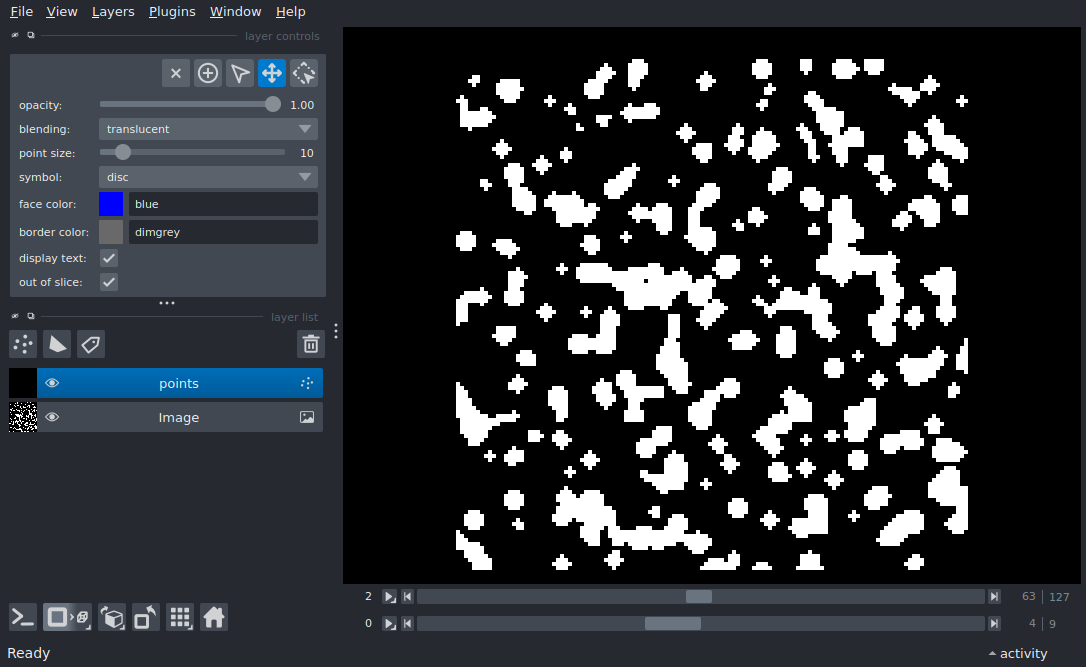 File View Layers Plugins Window Help
layer controls
opacity: 1.00
blending: translucent
point size: 10
symbol: disc
face color: blue
border color: dimgrey
display text:
out of slice:
layer list
points
Image
2 63 127
0 4 9
Ready activity